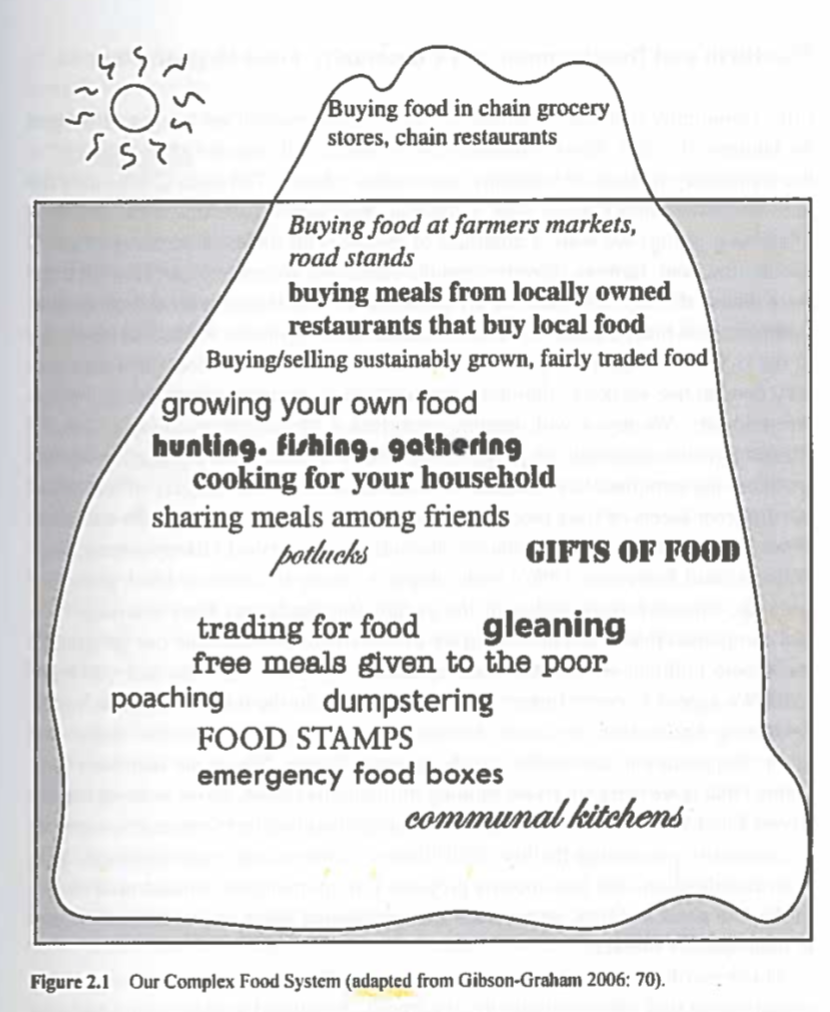 Buying food in chain grocery
stores, chain restaurants
Buying food at farmers markets,
road stands
buying meals from locally owned
restaurants that buy local food
Buying/selling sustainably grown, fairly traded food
growing your own food
hunting. fishing. gathering
cooking for your household
sharing meals among friends
potlucks GIFTS OF FOOD
trading for food gleaning
free meals given to the poor
poaching dumpstering
FOOD STAMPS
emergency food boxes
communal kitchens
Figure 2.1 Our Complex Food System (adapted from Gibson-Graham 2006: 70).